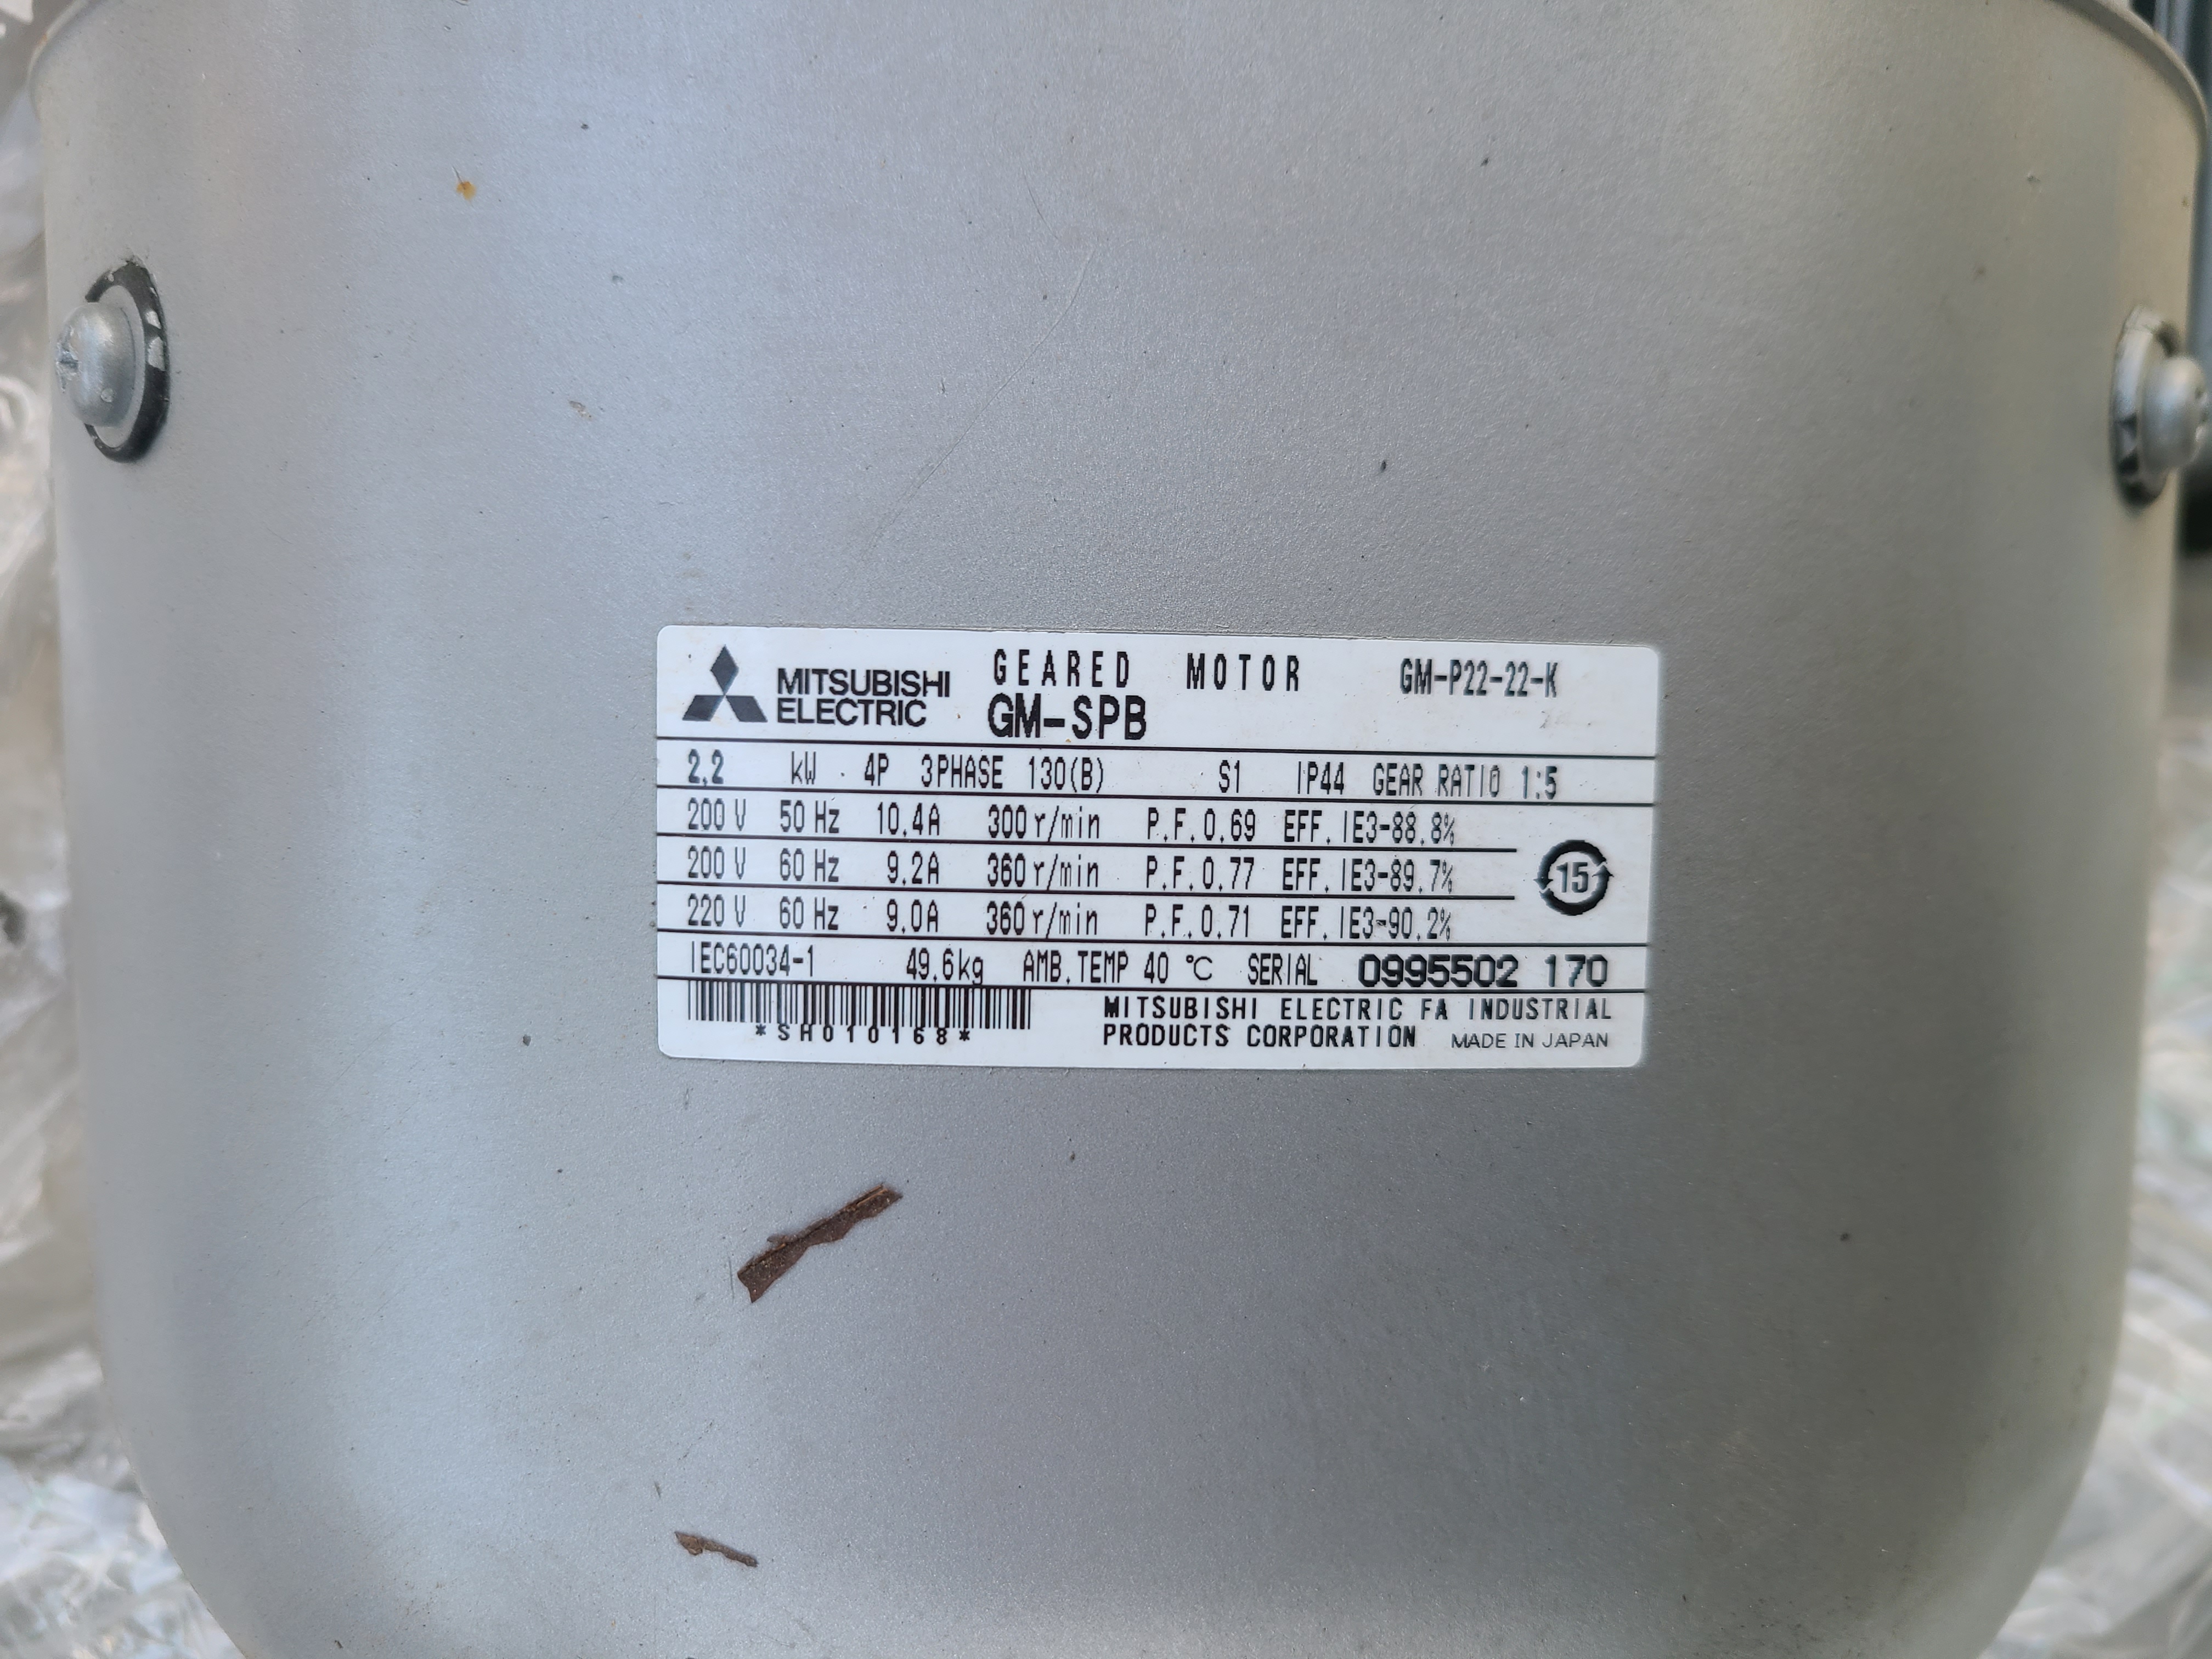 MITSUBISHI ELECTRIC GEARED MOTOR GM-P22-22-K
GM-SPB
2.2 kW 4P 3PHASE 130(B) S1 IP44 GEAR RATIO 1:5
200 V 50 Hz 10.4A 300 r/min P.F.0.69 EFF. IE3-88.8%
200 V 60 Hz 9.2A 360 r/min P.F.0.77 EFF. IE3-89.7%
15
220 V 60 Hz 9.0A 360 r/min P.F.0.71 EFF. IE3-90.2%
IEC60034-1 49.6kg AMB.TEMP 40 °C SERIAL 0995502 170
*SH010168*
MITSUBISHI ELECTRIC FA INDUSTRIAL
PRODUCTS CORPORATION MADE IN JAPAN